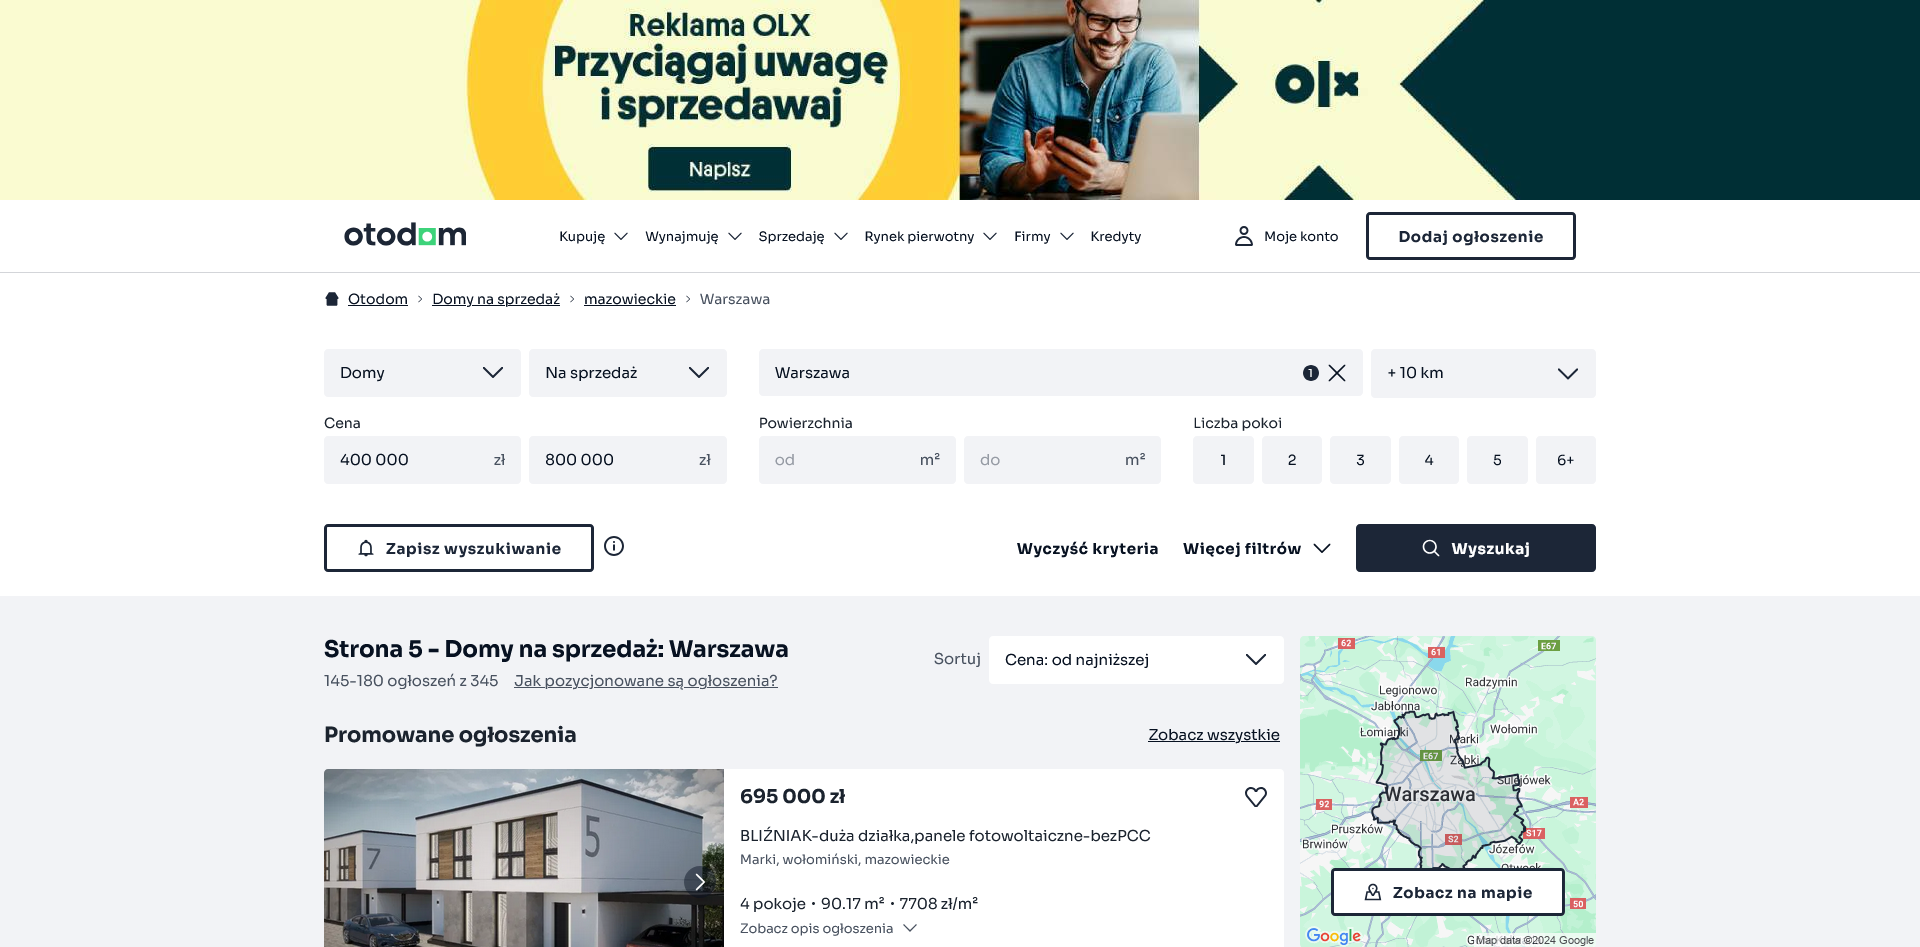 Reklama OLX
Przyciągaj uwagę
i sprzedawaj
Napisz
olx
otodom
Kupuję
Wynajmuję
Sprzedaję
Rynek pierwotny
Firmy
Kredyty
Moje konto
Dodaj ogłoszenie
Otodom
Domy na sprzedaż
mazowieckie
Warszawa
Domy
Na sprzedaż
Warszawa
1
+ 10 km
Cena
Powierzchnia
Liczba pokoi
400 000 zł
800 000 zł
od m²
do m²
1
2
3
4
5
6+
Zapisz wyszukiwanie
Wyczyść kryteria
Więcej filtrów
Wyszukaj
Strona 5 - Domy na sprzedaż: Warszawa
145-180 ogłoszeń z 345
Jak pozycjonowane są ogłoszenia?
Sortuj
Cena: od najniższej
Promowane ogłoszenia
Zobacz wszystkie
5
7
695 000 zł
BLIŹNIAK-duża działka,panele fotowoltaiczne-bezPCC
Marki, wołomiński, mazowieckie
4 pokoje • 90.17 m² • 7708 zł/m²
Zobacz opis ogłoszenia
62
61
E67
Radzymin
Legionowo
Jabłonna
Wołomin
Łomianki
Marki
E67
Ząbki
Sulejówek
Warszawa
92
A2
Pruszków
S17
S2
Brwinów
Józefów
Otwock
50
Zobacz na mapie
Google
Map data ©2024 Google